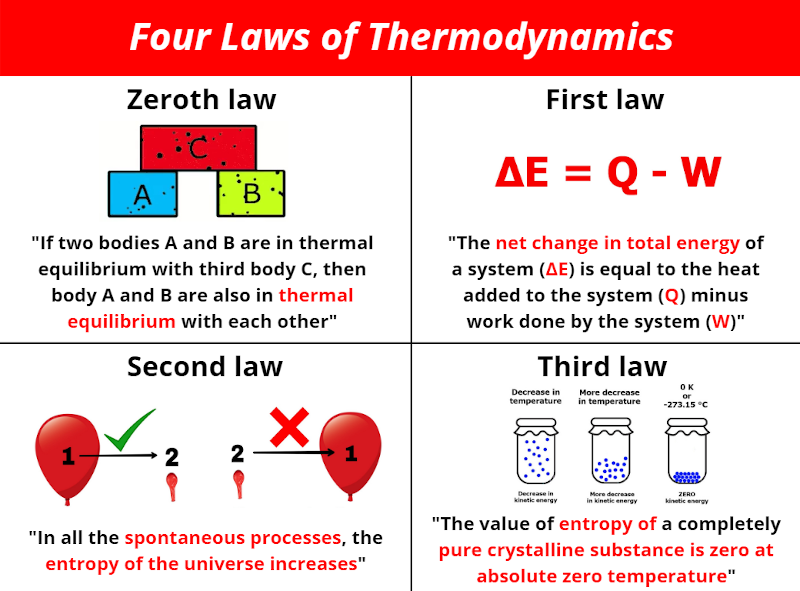 Four Laws of Thermodynamics
Zeroth law
C
A
B
"If two bodies A and B are in thermal
equilibrium with third body C, then
body A and B are also in thermal
equilibrium with each other"
First law
ΔE = Q - W
"The net change in total energy of
a system (ΔE) is equal to the heat
added to the system (Q) minus
work done by the system (W)"
Second law
1
2
2
1
"In all the spontaneous processes, the
entropy of the universe increases"
Third law
Decrease in
temperature
More decrease
in temperature
0 K
or
-273.15 °C
Decrease in
kinetic energy
More decrease
in kinetic energy
ZERO
kinetic energy
"The value of entropy of a completely
pure crystalline substance is zero at
absolute zero temperature"